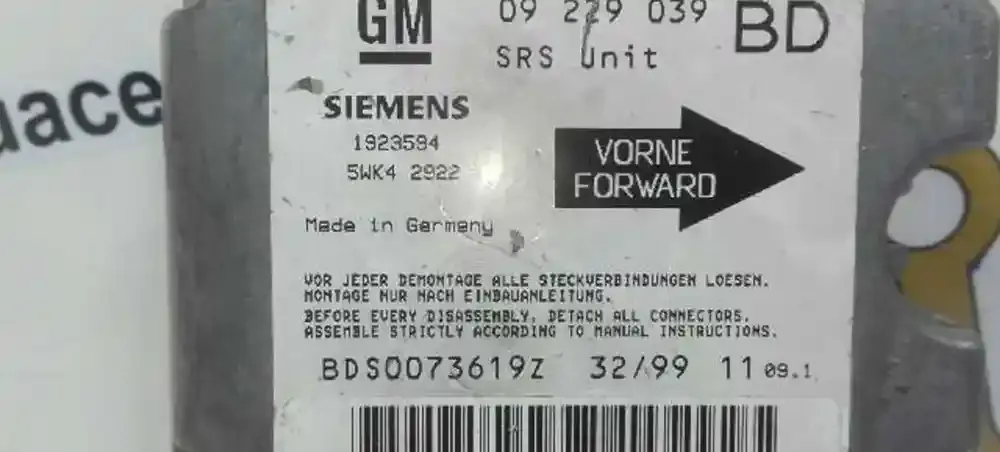 GM
09 229 039
BD
SRS Unit
SIEMENS
1923594
5WK4 2922
VORNE
FORWARD
Made in Germany
VOR JEDER DEMONTAGE ALLE STECKVERBINDUNGEN LOESEN.
MONTAGE NUR NACH EINBAUANLEITUNG.
BEFORE EVERY DISASSEMBLY, DETACH ALL CONNECTORS.
ASSEMBLE STRICTLY ACCORDING TO MANUAL INSTRUCTIONS.
BDS0073619Z 32/99 11 09.1